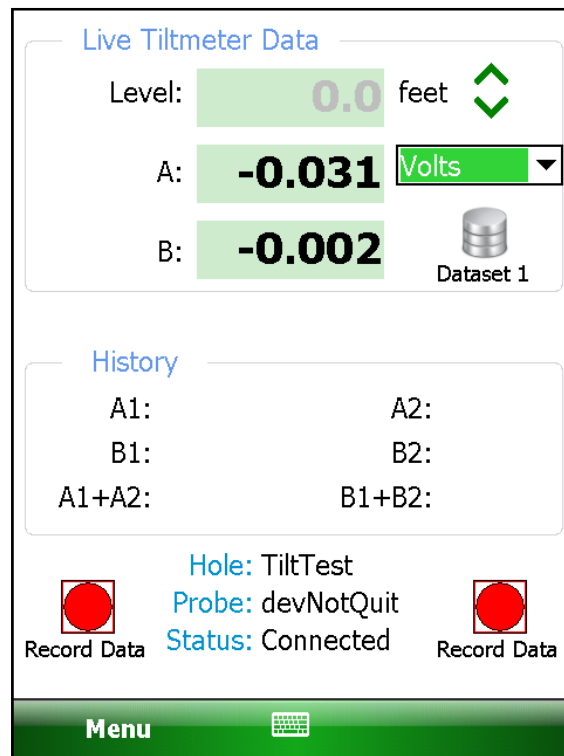 Live Tiltmeter Data
Level: 0.0 feet
A: -0.031 Volts
B: -0.002
Dataset 1
History
A1: A2:
B1: B2:
A1+A2: B1+B2:
Hole: TiltTest
Probe: devNotQuit
Status: Connected
Record Data Record Data
Menu